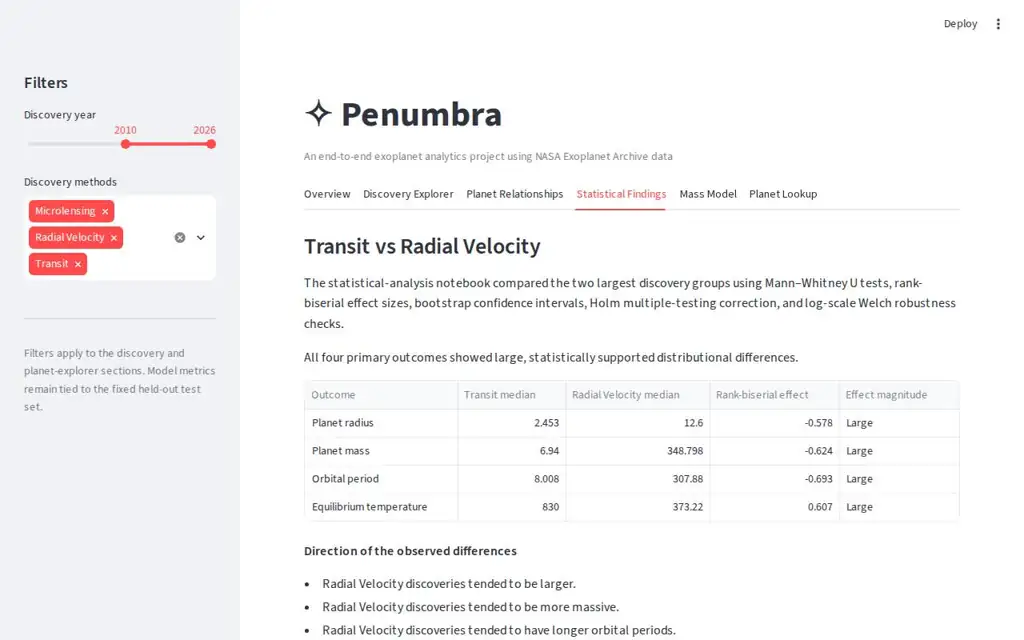 Deploy
Filters
Discovery year
2010 2026
Discovery methods
Microlensing ×
Radial Velocity ×
Transit ×
Filters apply to the discovery and
planet-explorer sections. Model metrics
remain tied to the fixed held-out test
set.
✧ Penumbra
An end-to-end exoplanet analytics project using NASA Exoplanet Archive data
Overview Discovery Explorer Planet Relationships Statistical Findings Mass Model Planet Lookup
Transit vs Radial Velocity
The statistical-analysis notebook compared the two largest discovery groups using Mann–Whitney U tests, rank-
biserial effect sizes, bootstrap confidence intervals, Holm multiple-testing correction, and log-scale Welch robustness
checks.
All four primary outcomes showed large, statistically supported distributional differences.
Outcome Transit median Radial Velocity median Rank-biserial effect Effect magnitude
Planet radius 2.453 12.6 -0.578 Large
Planet mass 6.94 348.798 -0.624 Large
Orbital period 8.008 307.88 -0.693 Large
Equilibrium temperature 830 373.22 0.607 Large
Direction of the observed differences
• Radial Velocity discoveries tended to be larger.
• Radial Velocity discoveries tended to be more massive.
• Radial Velocity discoveries tended to have longer orbital periods.